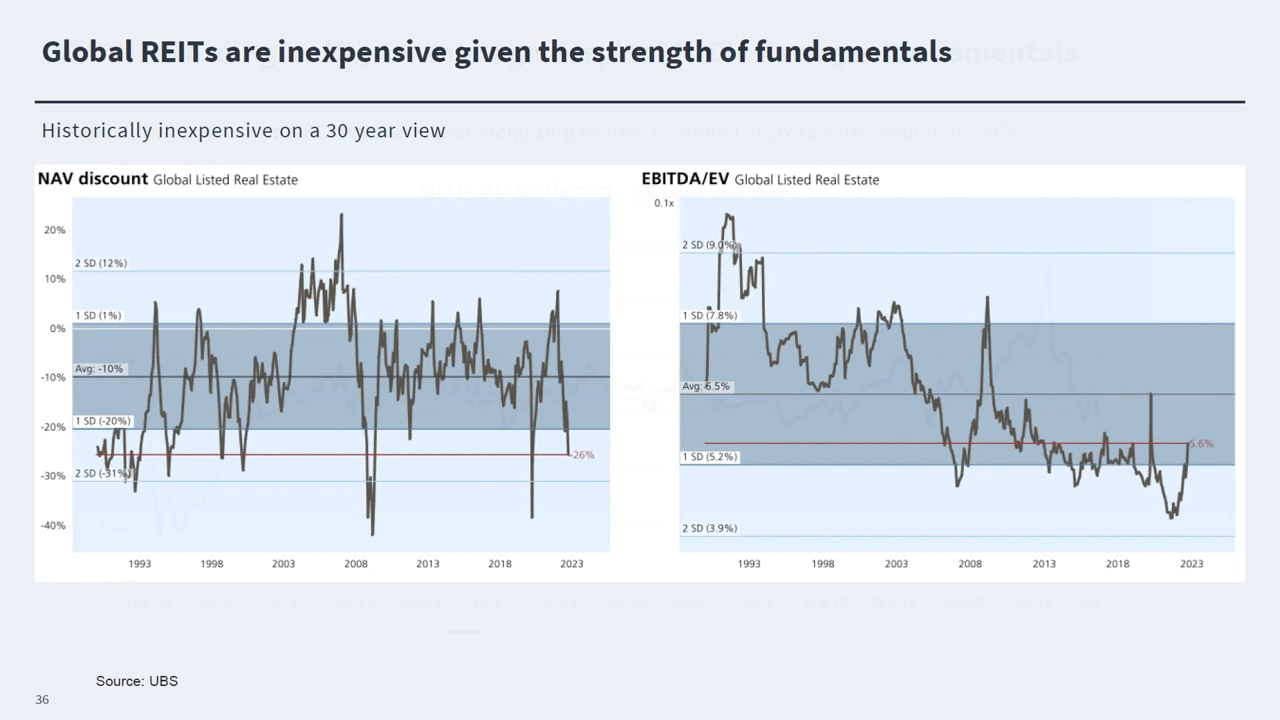 Global REITs are inexpensive given the strength of fundamentals
Historically inexpensive on a 30 year view
NAV discount Global Listed Real Estate
20%
10%
0%
-10%
-20%
-30%
-40%
2 SD (12%)
1 SD (1%)
Avg: -10%
1 SD (-20%)
2 SD (-31%)
-26%
1993 1998 2003 2008 2013 2018 2023
EBITDA/EV Global Listed Real Estate
0.1x
2 SD (9.0%)
1 SD (7.8%)
Avg: 6.5%
5.6%
1 SD (5.2%)
2 SD (3.9%)
1993 1998 2003 2008 2013 2018 2023
Source: UBS
36